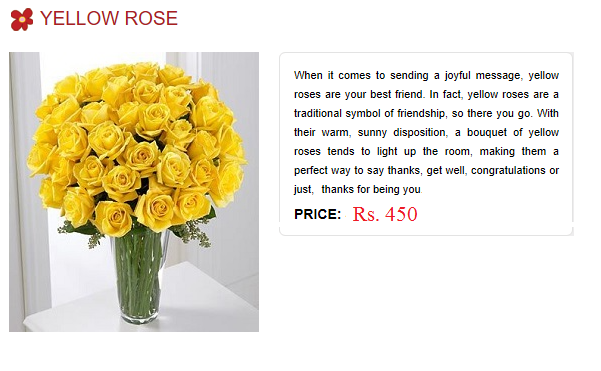 YELLOW ROSE
When it comes to sending a joyful message, yellow
roses are your best friend. In fact, yellow roses are a
traditional symbol of friendship, so there you go. With
their warm, sunny disposition, a bouquet of yellow
roses tends to light up the room, making them a
perfect way to say thanks, get well, congratulations or
just, thanks for being you.
PRICE: Rs. 450